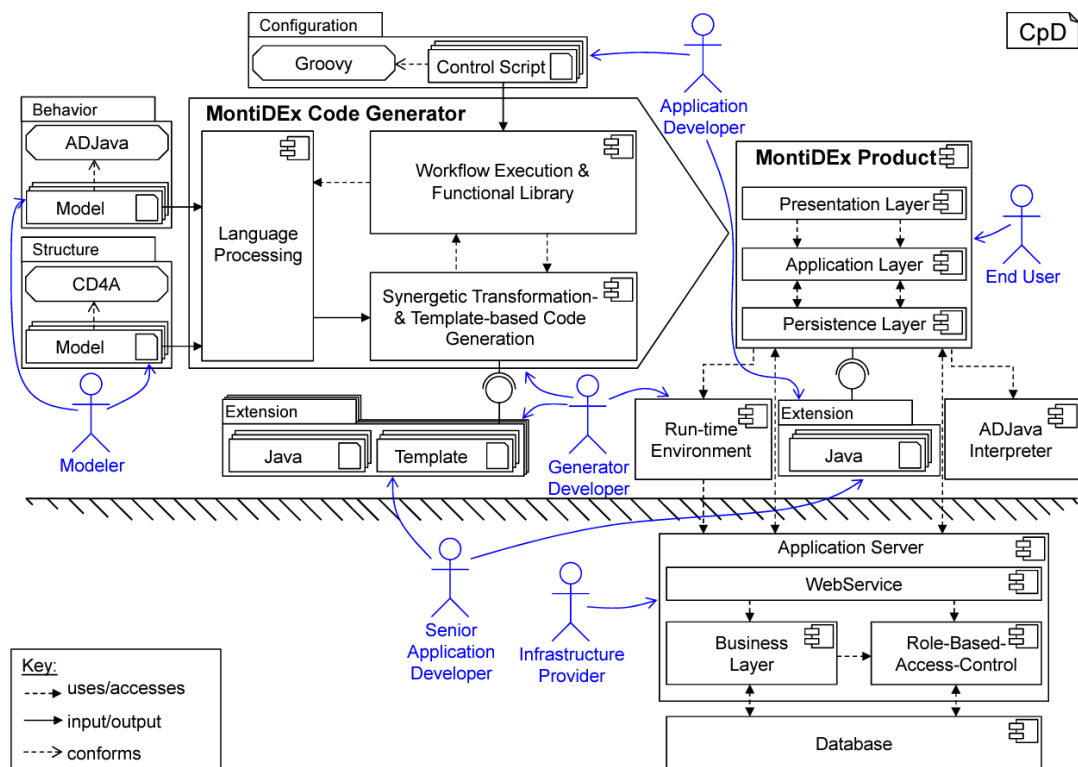 Configuration
Groovy
Control Script
CpD
Application
Developer
Behavior
ADJava
Model
MontiDEx Code Generator
Workflow Execution &
Functional Library
Language
Processing
Structure
CD4A
Model
Synergetic Transformation-
& Template-based Code
Generation
MontiDEx Product
Presentation Layer
Application Layer
Persistence Layer
End User
Modeler
Extension
Java
Template
Generator
Developer
Run-time
Environment
Extension
Java
ADJava
Interpreter
Senior
Application
Developer
Infrastructure
Provider
Application Server
WebService
Business
Layer
Role-Based-
Access-Control
Database
Key:
uses/accesses
input/output
conforms